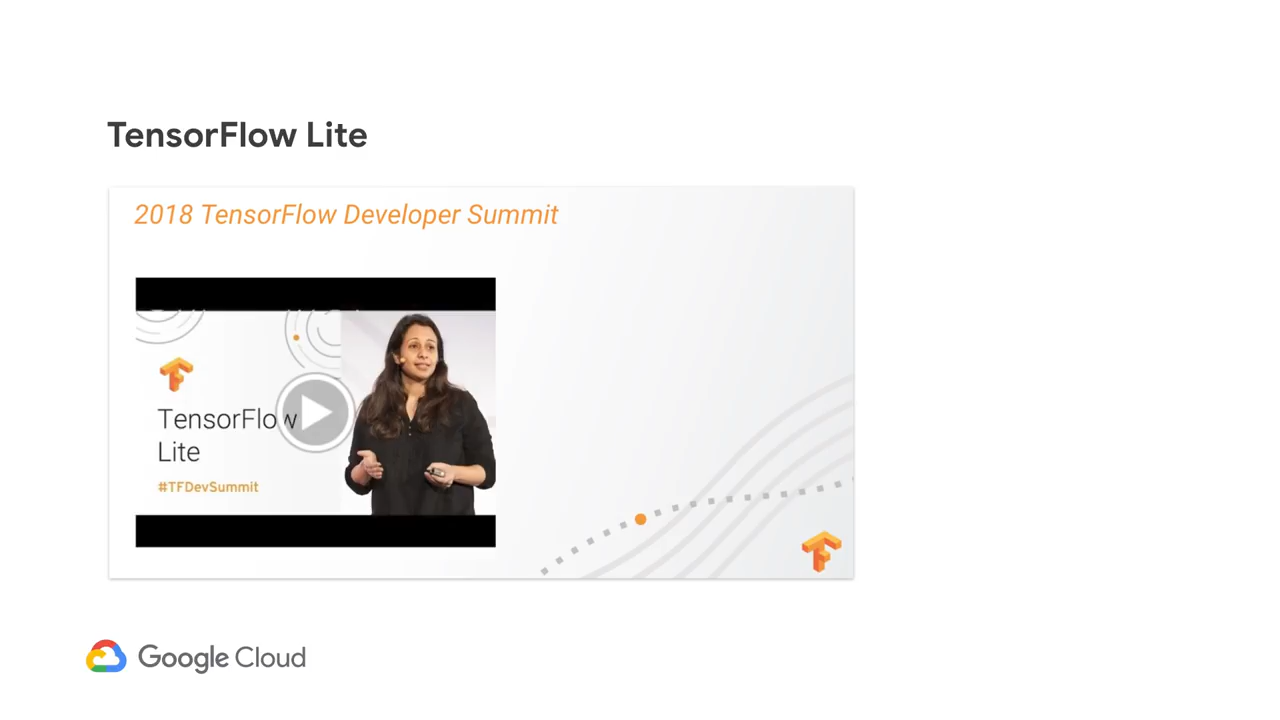 TensorFlow Lite
2018 TensorFlow Developer Summit
TensorFlow
Lite
#TFDevSummit
Google Cloud